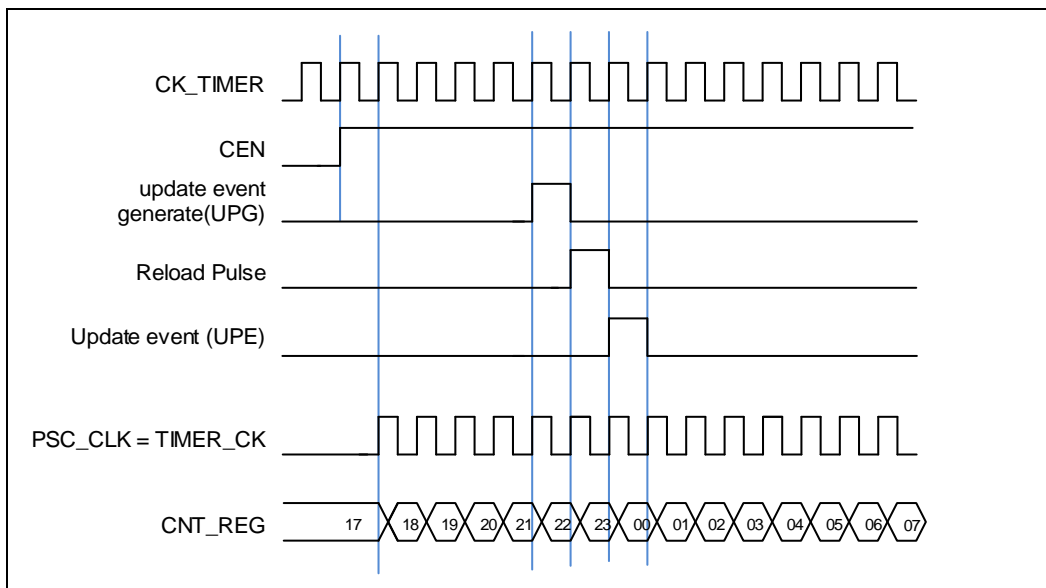 CK_TIMER
CEN
update event
generate(UPG)
Reload Pulse
Update event (UPE)
PSC_CLK = TIMER_CK
CNT_REG 17 18 19 20 21 22 23 00 01 02 03 04 05 06 07